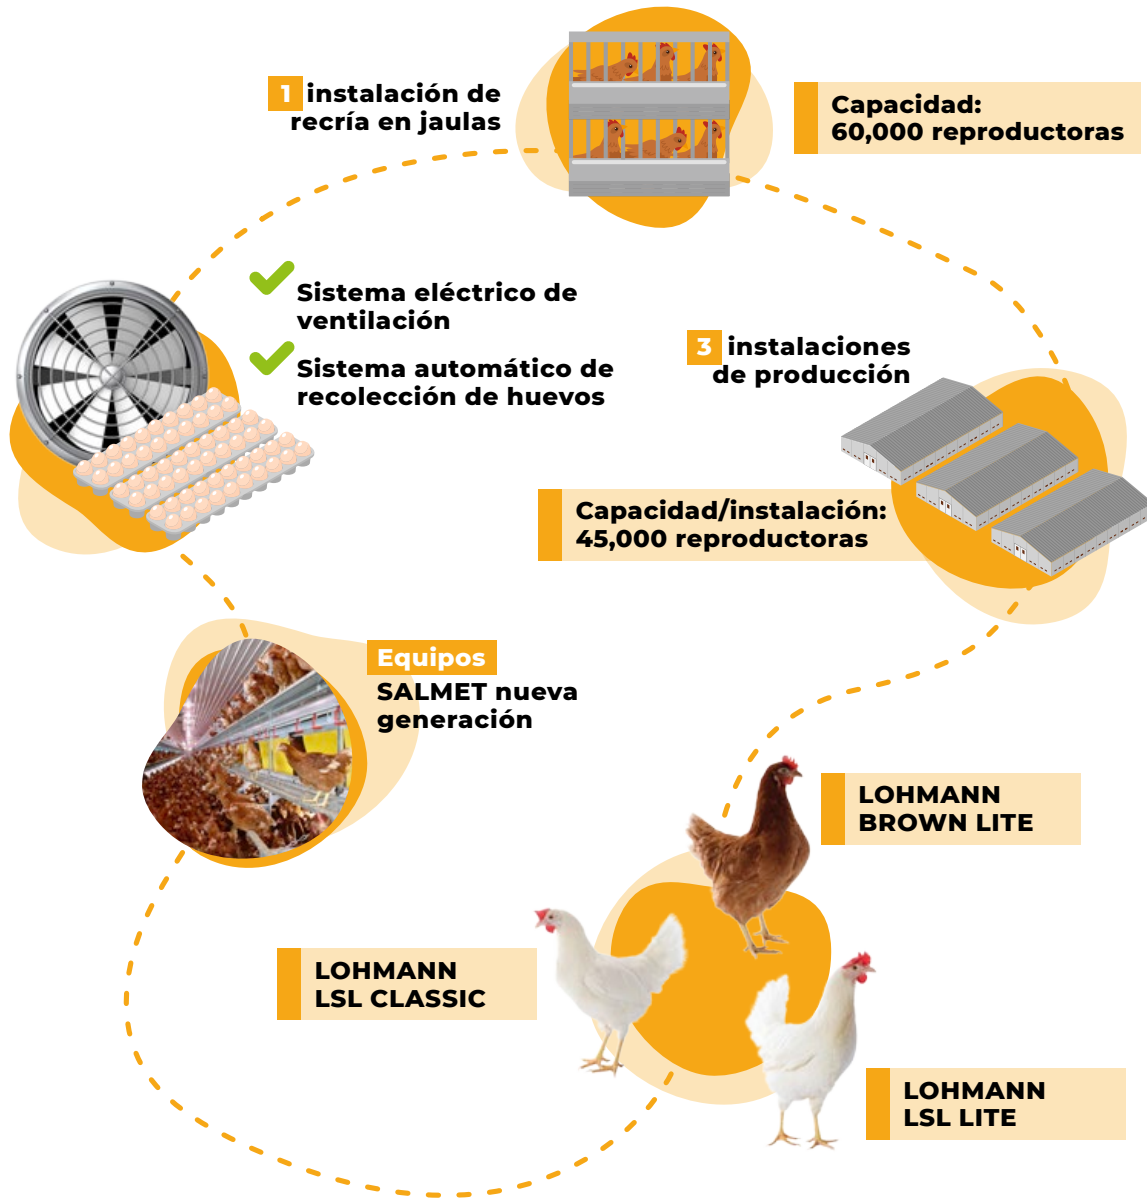 1 instalación de
recría en jaulas
Capacidad:
60,000 reproductoras
Sistema eléctrico de
ventilación
Sistema automático de
recolección de huevos
3 instalaciones
de producción
Capacidad/instalación:
45,000 reproductoras
Equipos
SALMET nueva
generación
LOHMANN
BROWN LITE
LOHMANN
LSL CLASSIC
LOHMANN
LSL LITE